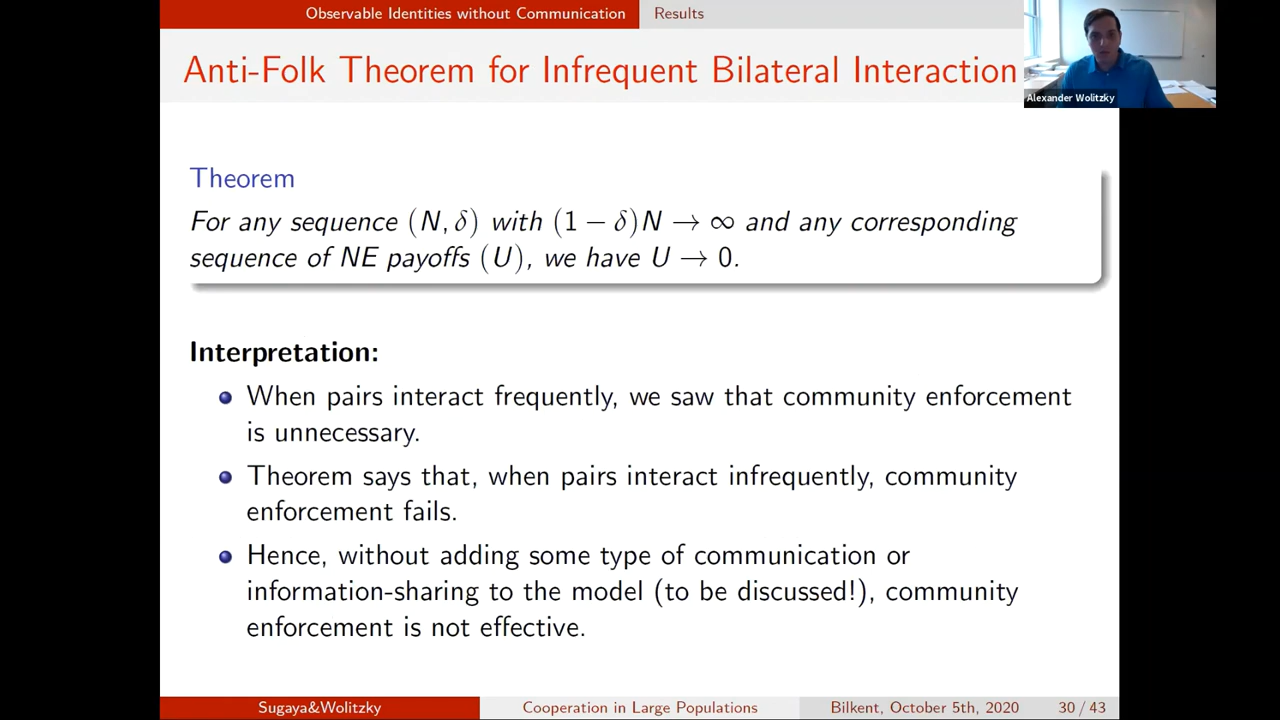 Observable Identities without Communication Results
Anti-Folk Theorem for Infrequent Bilateral Interaction
Alexander Wolitzky
Theorem
For any sequence (N, δ) with (1 − δ)N → ∞ and any corresponding
sequence of NE payoffs (U), we have U → 0.
Interpretation:
When pairs interact frequently, we saw that community enforcement
is unnecessary.
Theorem says that, when pairs interact infrequently, community
enforcement fails.
Hence, without adding some type of communication or
information-sharing to the model (to be discussed!), community
enforcement is not effective.
Sugaya&Wolitzky Cooperation in Large Populations Bilkent, October 5th, 2020 30 / 43